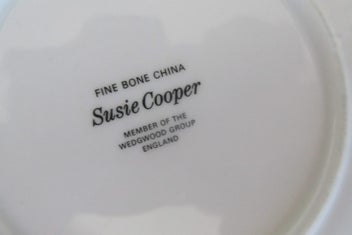 FINE BONE CHINA
Susie Cooper
MEMBER OF THE
WEDGWOOD GROUP
ENGLAND